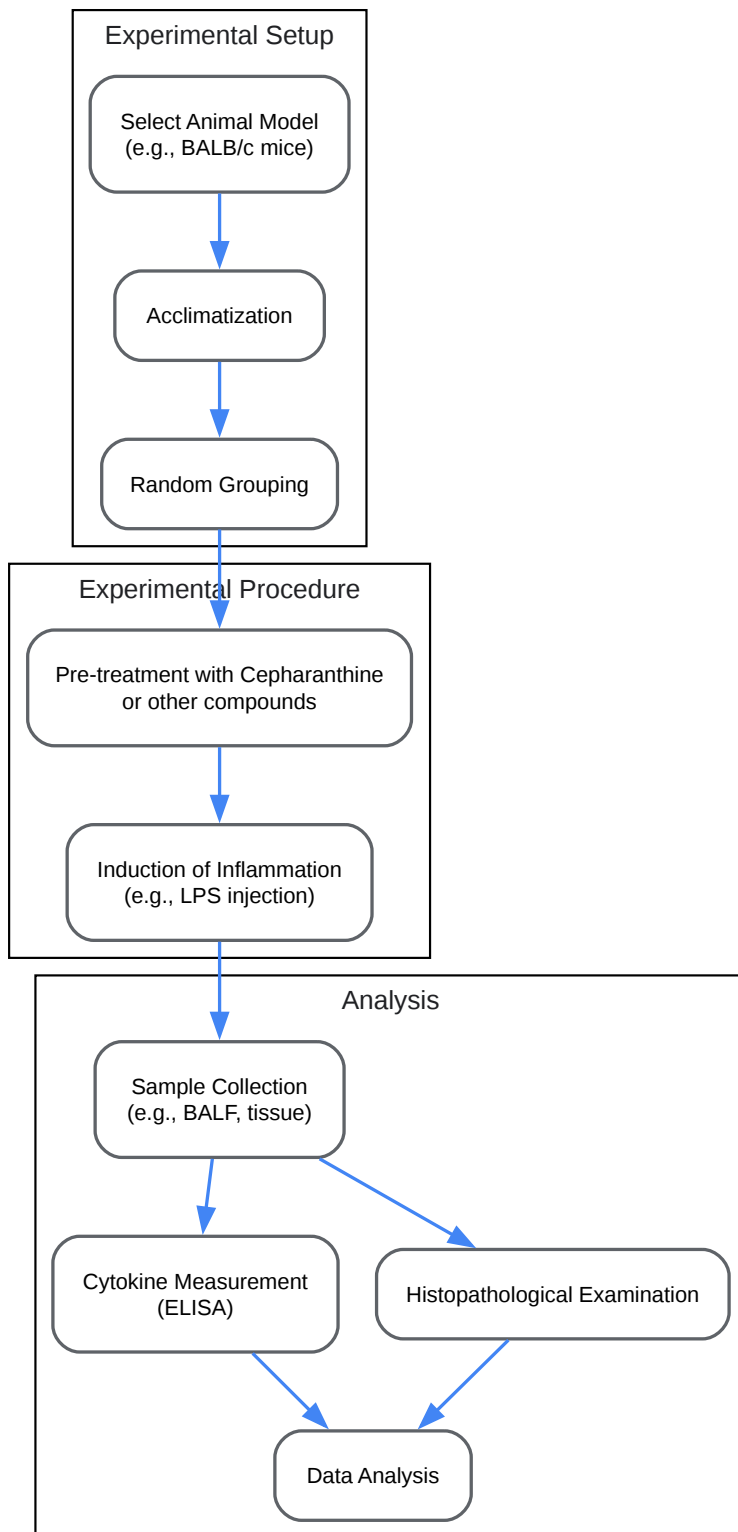 Experimental Setup
Select Animal Model
(e.g., BALB/c mice)
Acclimatization
Random Grouping
Experimental Procedure
Pre-treatment with Cepharanthine
or other compounds
Induction of Inflammation
(e.g., LPS injection)
Analysis
Sample Collection
(e.g., BALF, tissue)
Cytokine Measurement
(ELISA)
Histopathological Examination
Data Analysis